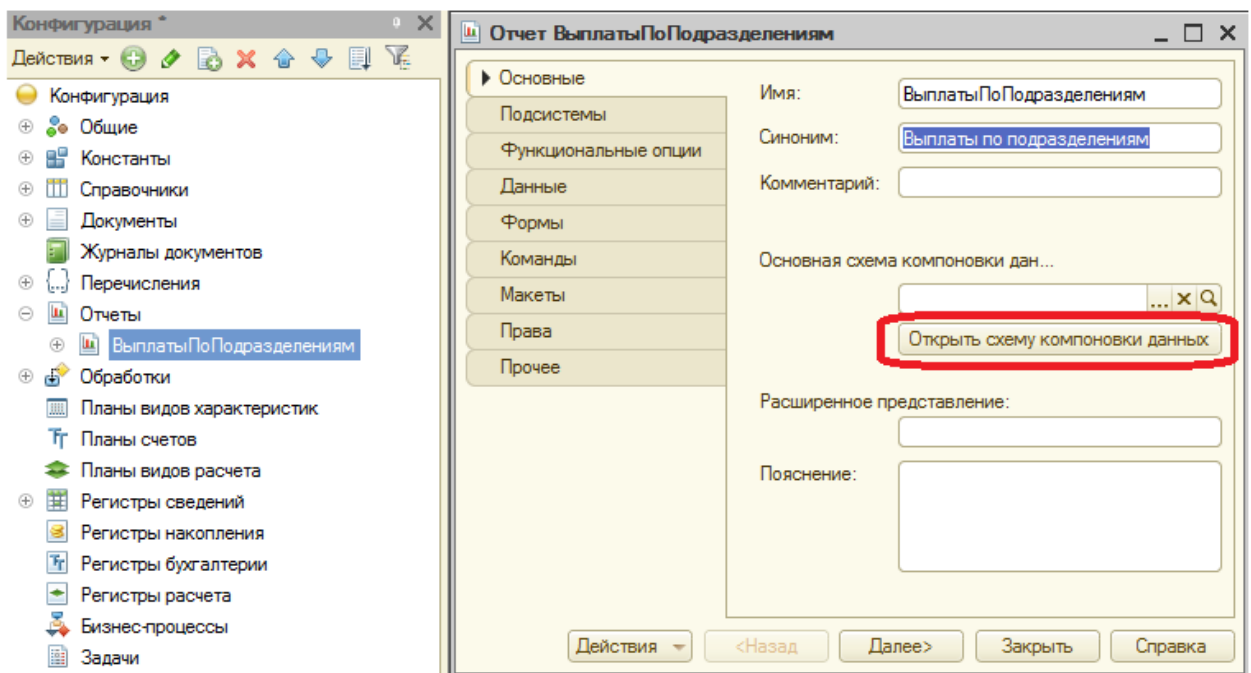 Конфигурация *
Действия
Конфигурация
Общие
Константы
Справочники
Документы
Журналы документов
Перечисления
Отчеты
ВыплатыПоПодразделениям
Обработки
Планы видов характеристик
Планы счетов
Планы видов расчета
Регистры сведений
Регистры накопления
Регистры бухгалтерии
Регистры расчета
Бизнес-процессы
Задачи
Отчет ВыплатыПоПодразделениям
Основные
Подсистемы
Функциональные опции
Данные
Формы
Команды
Макеты
Права
Прочее
Имя: ВыплатыПоПодразделениям
Синоним: Выплаты по подразделениям
Комментарий:
Основная схема компоновки дан...
...
Открыть схему компоновки данных
Расширенное представление:
Пояснение:
Действия <Назад Далее> Закрыть Справка